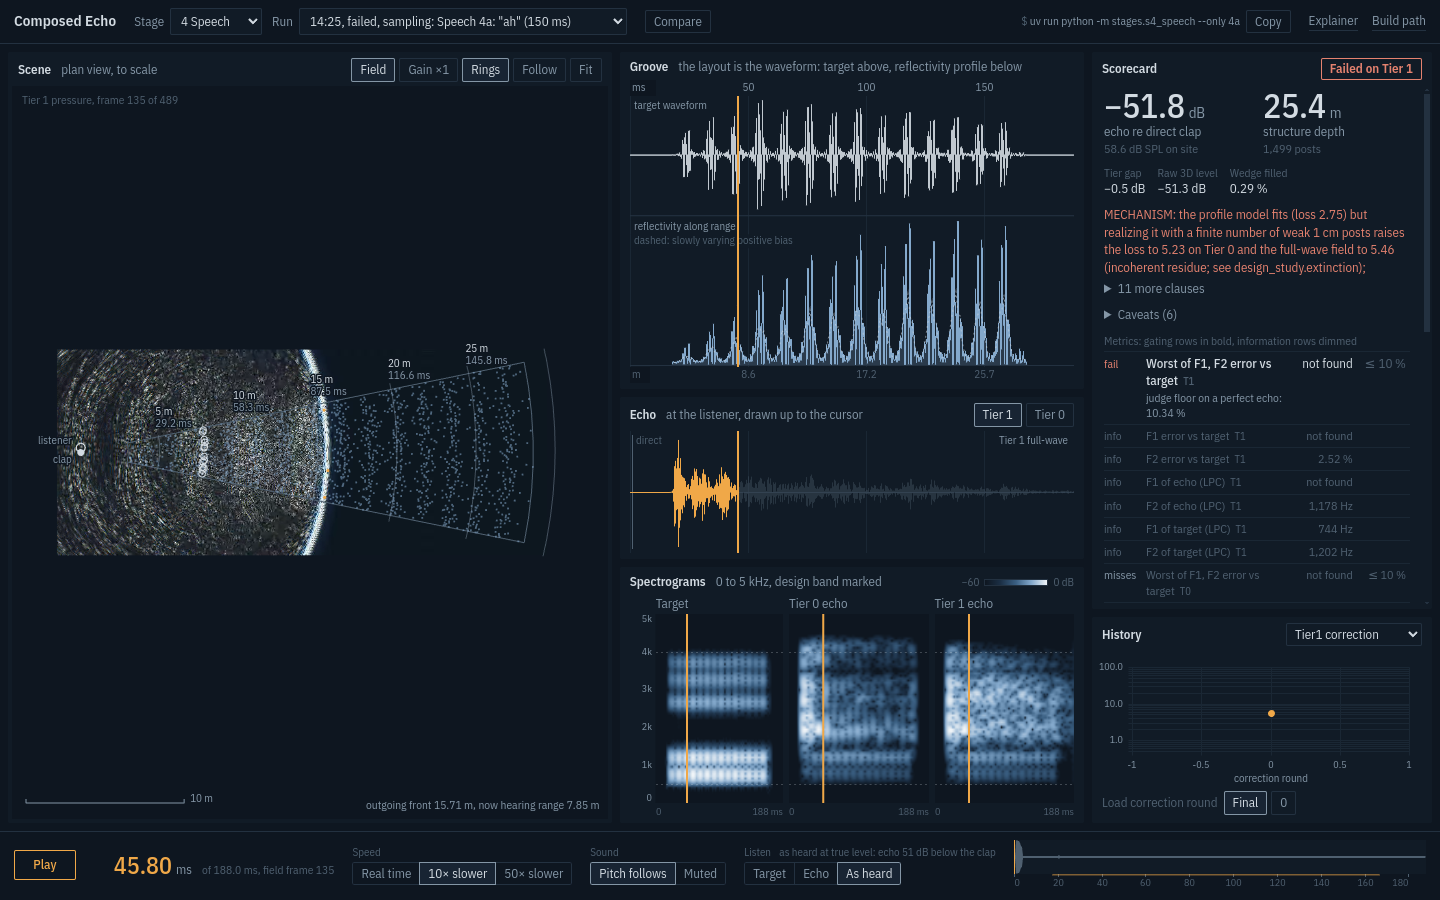 Composed Echo Stage 4 Speech Run 14:25, failed, sampling: Speech 4a: "ah" (150 ms) Compare $ uv run python -m stages.s4_speech --only 4a Copy Explainer Build path
Scene plan view, to scale Field Gain ×1 Rings Follow Fit
Tier 1 pressure, frame 135 of 489
25 m
145.8 ms
20 m
116.6 ms
15 m
87.5 ms
10 m
58.3 ms
5 m
29.2 ms
listener
clap
10 m
outgoing front 15.71 m, now hearing range 7.85 m
Groove the layout is the waveform: target above, reflectivity profile below
ms 50 100 150
target waveform
reflectivity along range
dashed: slowly varying positive bias
m 8.6 17.2 25.7
Echo at the listener, drawn up to the cursor Tier 1 Tier 0
direct Tier 1 full-wave
Spectrograms 0 to 5 kHz, design band marked −60 0 dB
Target Tier 0 echo Tier 1 echo
5k
4k
3k
2k
1k
0
0 188 ms 0 188 ms 188 ms
Scorecard Failed on Tier 1
−51.8 dB 25.4 m
echo re direct clap structure depth
58.6 dB SPL on site 1,499 posts
Tier gap Raw 3D level Wedge filled
−0.5 dB −51.3 dB 0.29 %
MECHANISM: the profile model fits (loss 2.75) but
realizing it with a finite number of weak 1 cm posts raises
the loss to 5.23 on Tier 0 and the full-wave field to 5.46
(incoherent residue; see design_study.extinction);
▶ 11 more clauses
▶ Caveats (6)
Metrics: gating rows in bold, information rows dimmed
fail Worst of F1, F2 error vs not found ≤ 10 %
target T1
judge floor on a perfect echo:
10.34 %
info F1 error vs target T1 not found
info F2 error vs target T1 2.52 %
info F1 of echo (LPC) T1 not found
info F2 of echo (LPC) T1 1,178 Hz
info F1 of target (LPC) T1 744 Hz
info F2 of target (LPC) T1 1,202 Hz
misses Worst of F1, F2 error vs not found ≤ 10 %
target T0
History Tier1 correction
100.0
10.0
1.0
-1 -0.5 0 0.5 1
correction round
Load correction round Final 0
Play 45.80 ms of 188.0 ms, field frame 135
Speed
Real time 10× slower 50× slower
Sound
Pitch follows Muted
Listen as heard at true level: echo 51 dB below the clap
Target Echo As heard
0 20 40 60 80 100 120 140 160 180